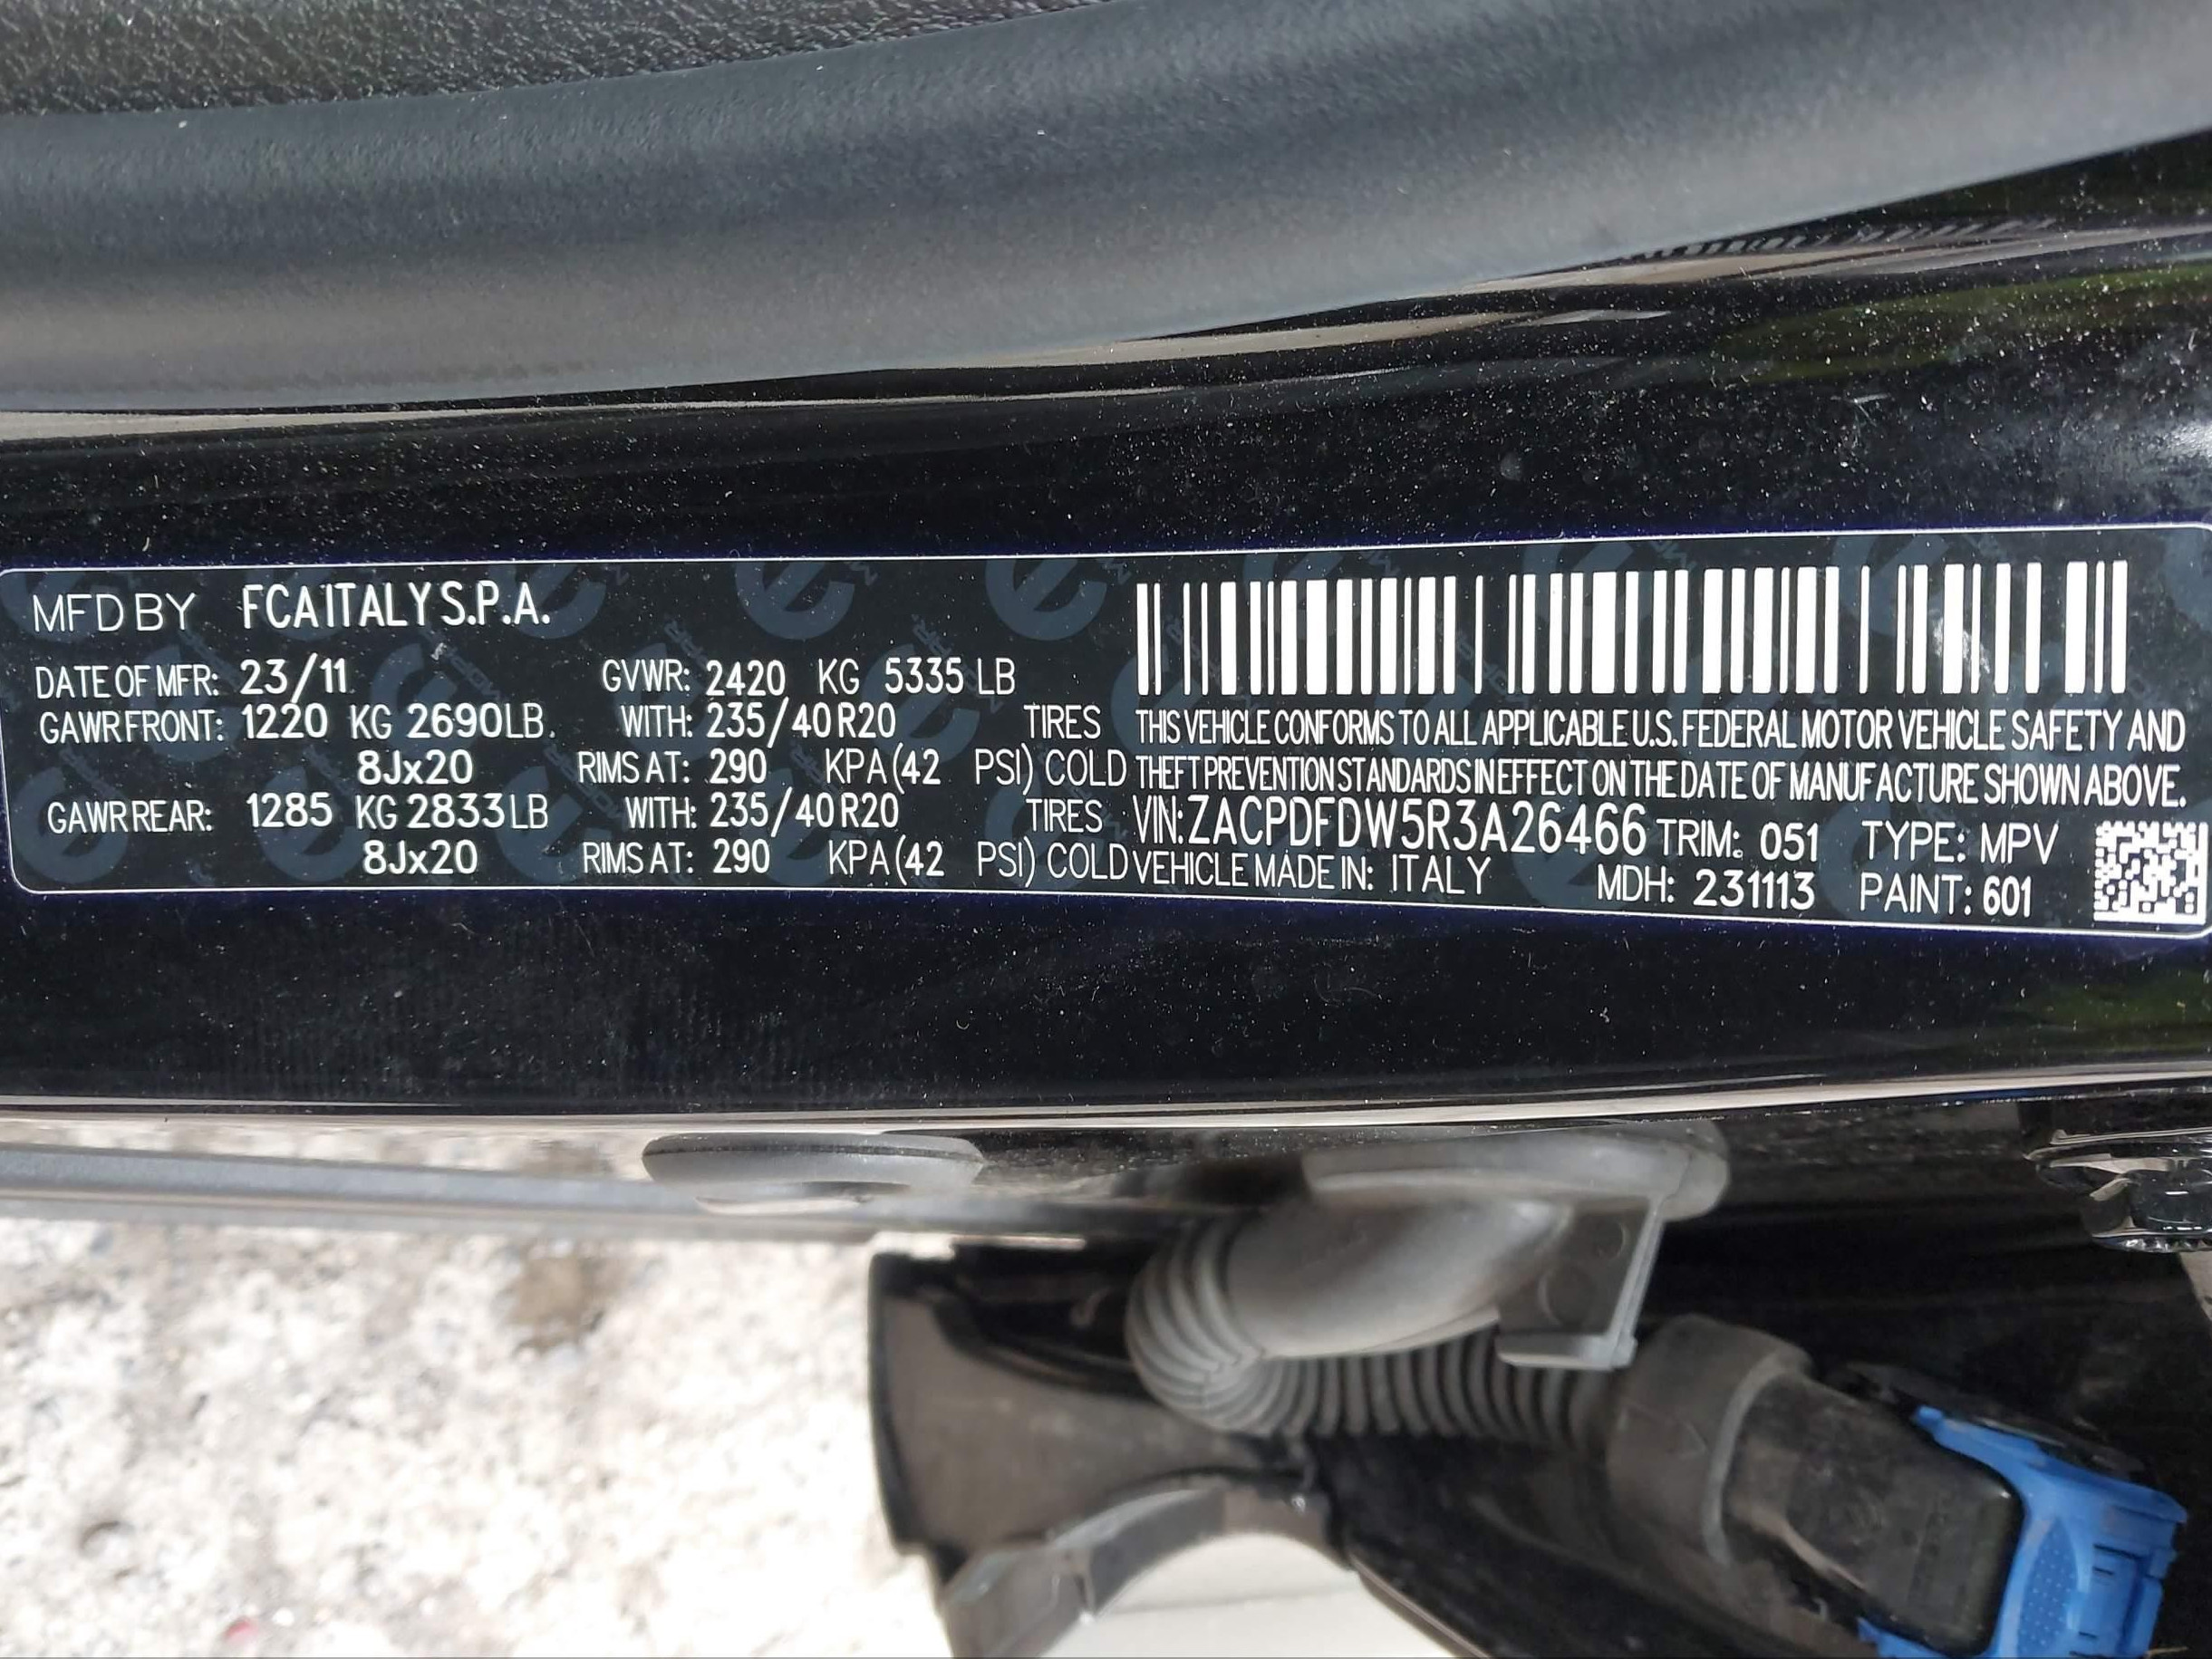 MFD BY FCA ITALY S.P.A.
DATE OF MFR: 23/11 GVWR: 2420 KG 5335 LB
GAWR FRONT: 1220 KG 2690 LB. WITH: 235/40 R20 TIRES
8Jx20 RIMS AT: 290 KPA (42 PSI) COLD
GAWR REAR: 1285 KG 2833 LB WITH: 235/40 R20 TIRES
8Jx20 RIMS AT: 290 KPA (42 PSI) COLD
THIS VEHICLE CONFORMS TO ALL APPLICABLE U.S. FEDERAL MOTOR VEHICLE SAFETY AND
THEFT PREVENTION STANDARDS IN EFFECT ON THE DATE OF MANUFACTURE SHOWN ABOVE.
VIN: ZACPDFDW5R3A26466 TRIM: 051 TYPE: MPV
VEHICLE MADE IN: ITALY MDH: 231113 PAINT: 601